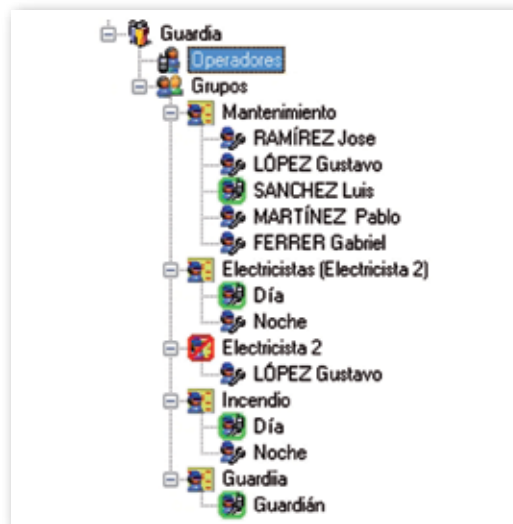 Guardia
Operadores
Grupos
Mantenimiento
RAMÍREZ Jose
LÓPEZ Gustavo
SANCHEZ Luis
MARTÍNEZ Pablo
FERRER Gabriel
Electricistas (Electricista 2)
Día
Noche
Electricista 2
LÓPEZ Gustavo
Incendio
Día
Noche
Guardiia
Guardián